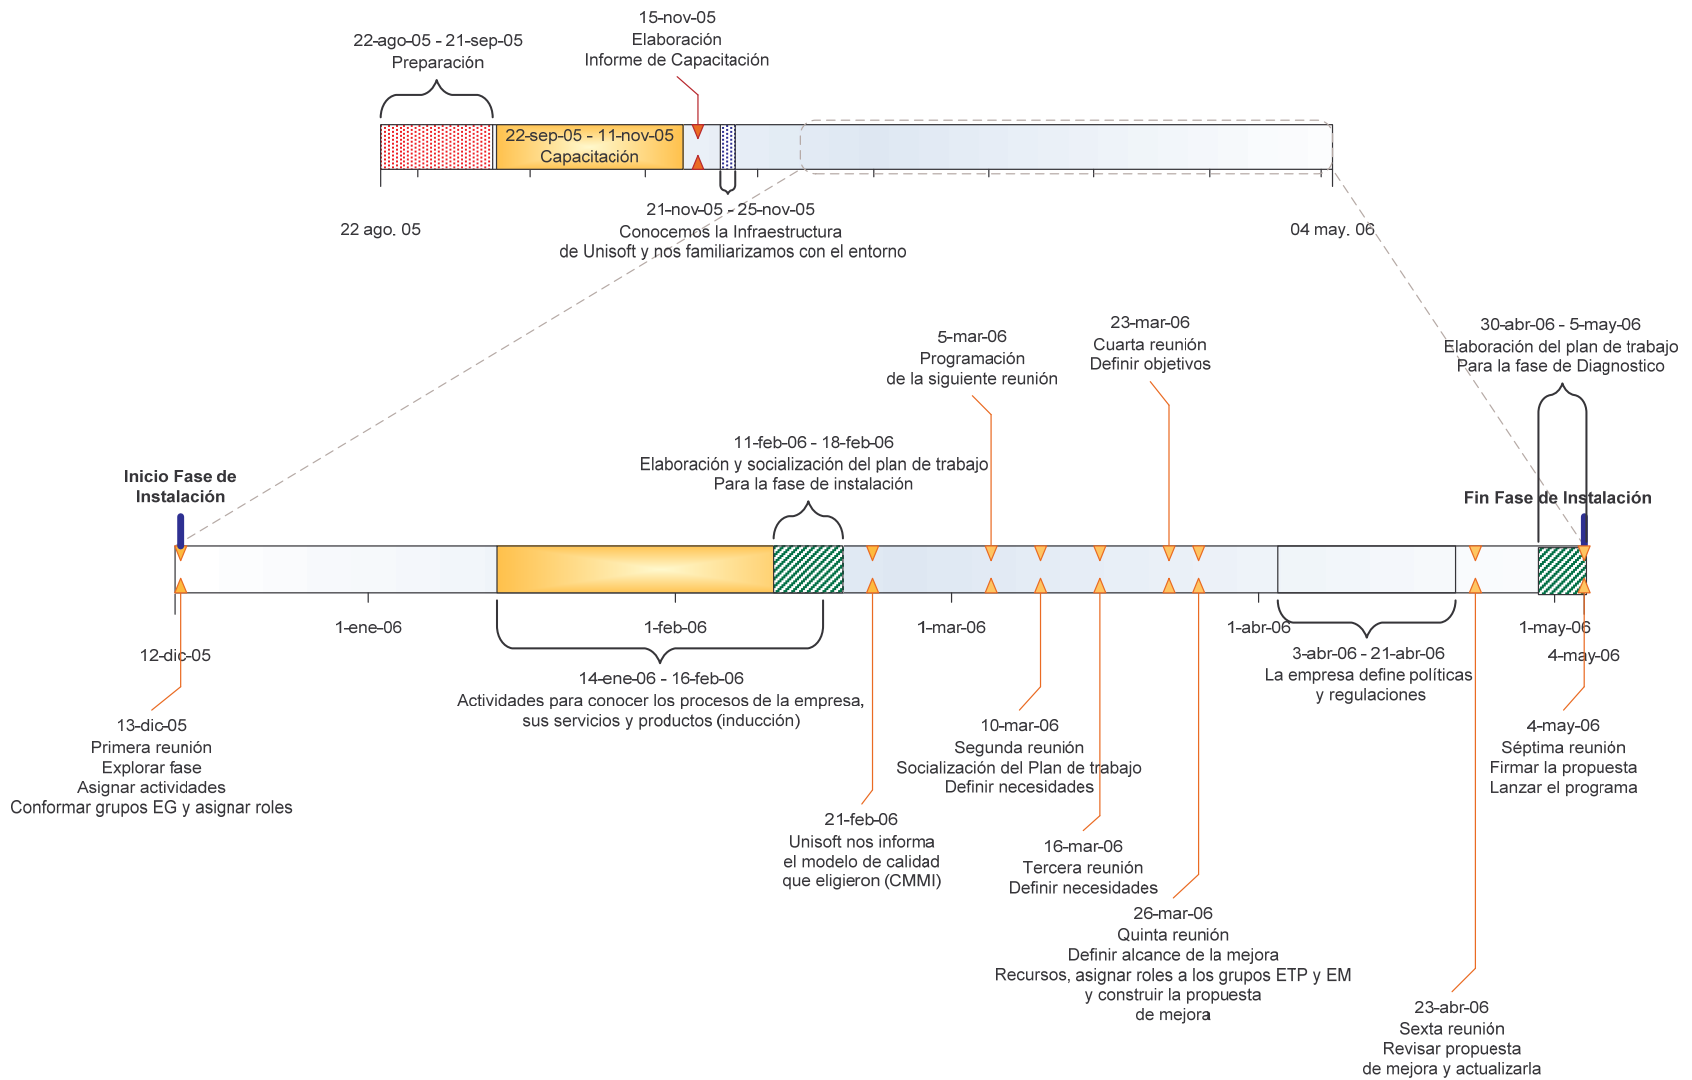 15-nov-05
Elaboración
Informe de Capacitación
22-ago-05 - 21-sep-05
Preparación
22-sep-05 - 11-nov-05
Capacitación
21-nov-05 - 25-nov-05
Conocemos la Infraestructura
de Unisoft y nos familiarizamos con el entorno
22 ago. 05
04 may. 06
5-mar-06
Programación
de la siguiente reunión
23-mar-06
Cuarta reunión
Definir objetivos
30-abr-06 - 5-may-06
Elaboración del plan de trabajo
Para la fase de Diagnostico
11-feb-06 - 18-feb-06
Elaboración y socialización del plan de trabajo
Para la fase de instalación
Inicio Fase de
Instalación
Fin Fase de Instalación
1-ene-06
1-feb-06
1-mar-06
1-abr-06
1-may-06
12-dic-05
4-may-06
14-ene-06 - 16-feb-06
Actividades para conocer los procesos de la empresa,
sus servicios y productos (inducción)
3-abr-06 - 21-abr-06
La empresa define políticas
y regulaciones
13-dic-05
Primera reunión
Explorar fase
Asignar actividades
Conformar grupos EG y asignar roles
21-feb-06
Unisoft nos informa
el modelo de calidad
que eligieron (CMMI)
10-mar-06
Segunda reunión
Socialización del Plan de trabajo
Definir necesidades
16-mar-06
Tercera reunión
Definir necesidades
26-mar-06
Quinta reunión
Definir alcance de la mejora
Recursos, asignar roles a los grupos ETP y EM
y construir la propuesta
de mejora
4-may-06
Séptima reunión
Firmar la propuesta
Lanzar el programa
23-abr-06
Sexta reunión
Revisar propuesta
de mejora y actualizarla